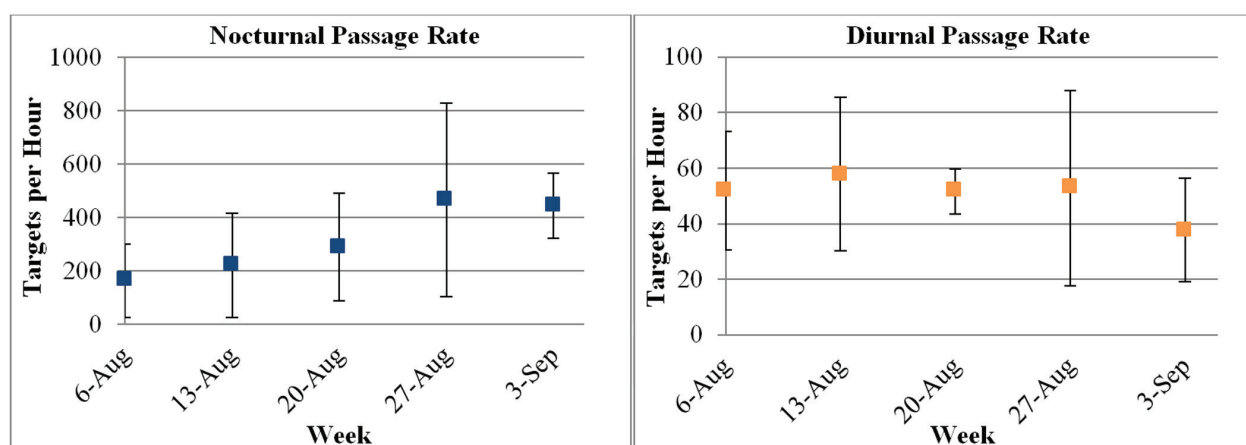 Nocturnal Passage Rate
Targets per Hour
1000
800
600
400
200
0
6-Aug
13-Aug
20-Aug
27-Aug
3-Sep
Week
Diurnal Passage Rate
Targets per Hour
100
80
60
40
20
0
6-Aug
13-Aug
20-Aug
27-Aug
3-Sep
Week